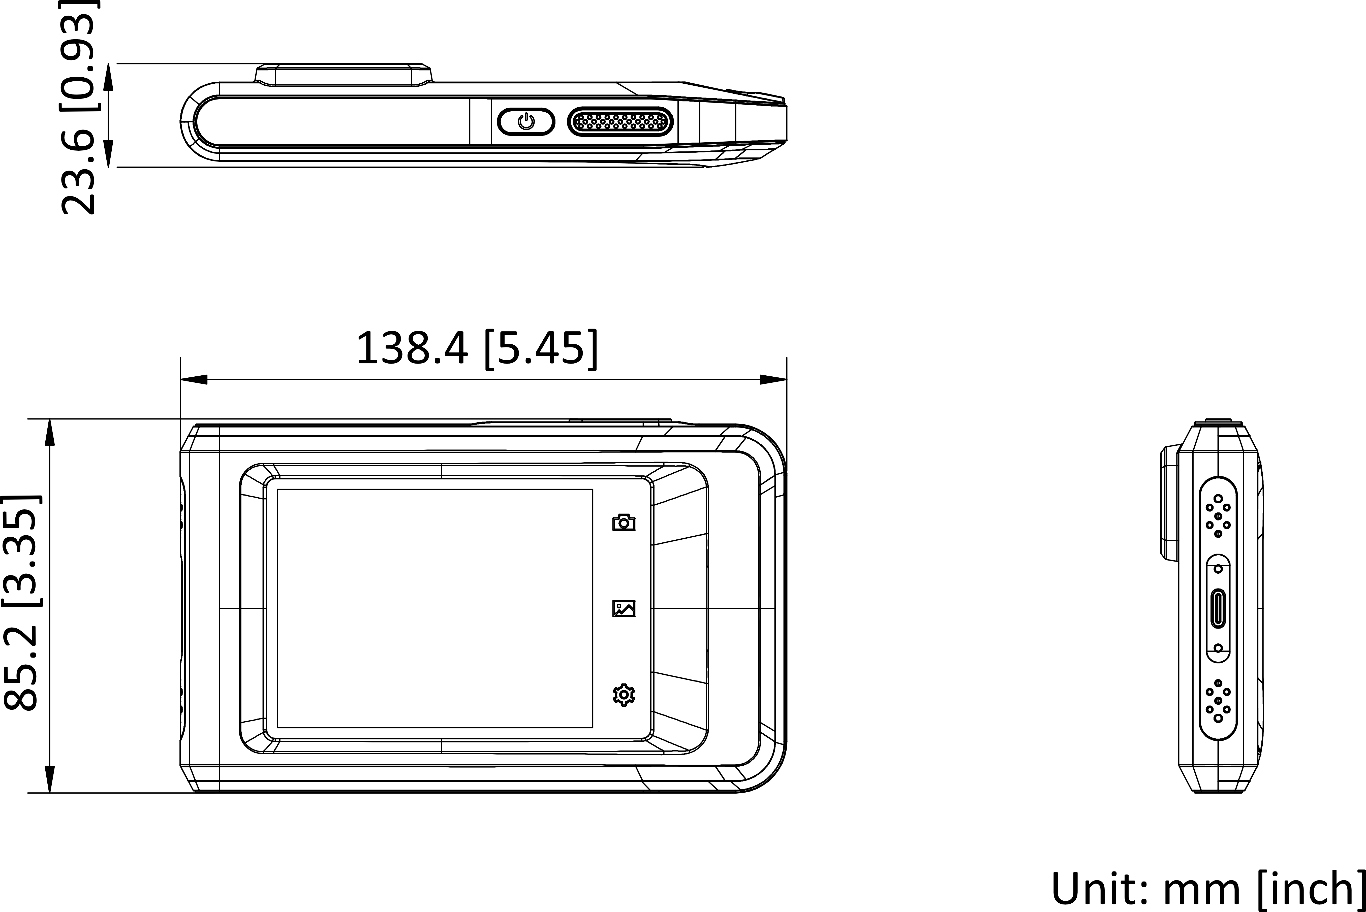 23.6 [0.93]
138.4 [5.45]
85.2 [3.35]
Unit: mm [inch]